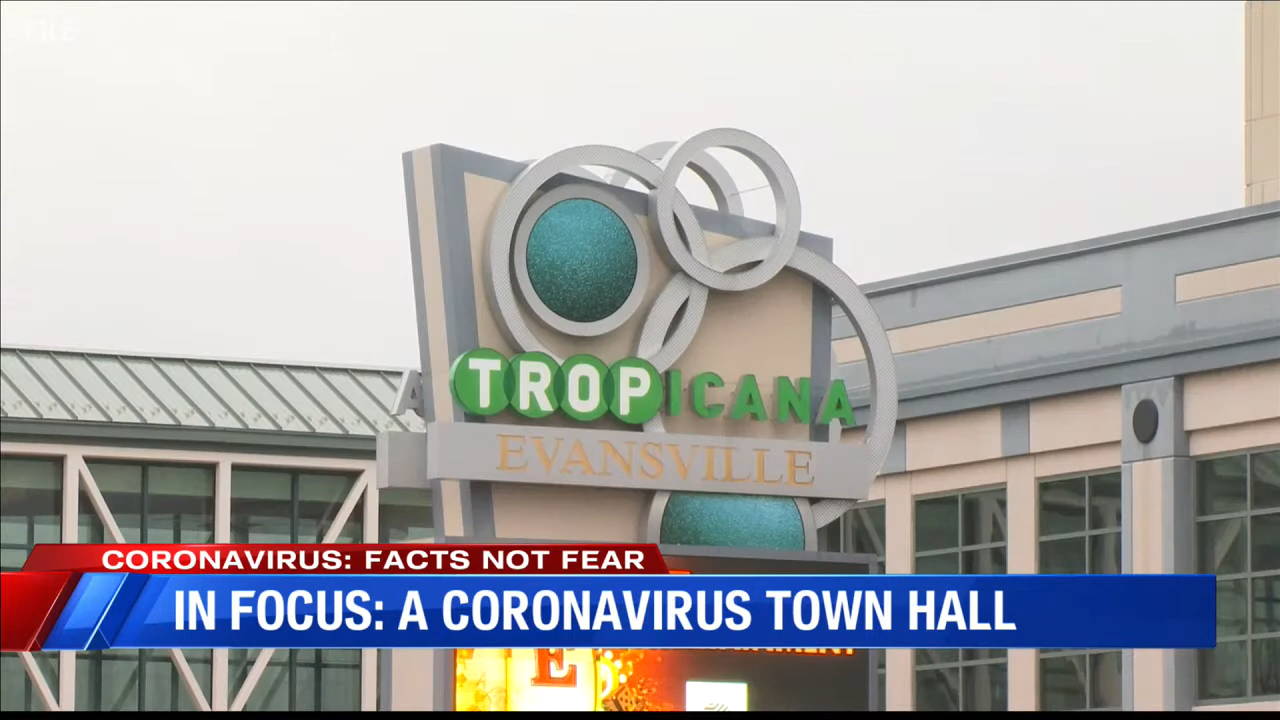 FILE
TROPICANA
EVANSVILLE
CORONAVIRUS: FACTS NOT FEAR
IN FOCUS: A CORONAVIRUS TOWN HALL
E